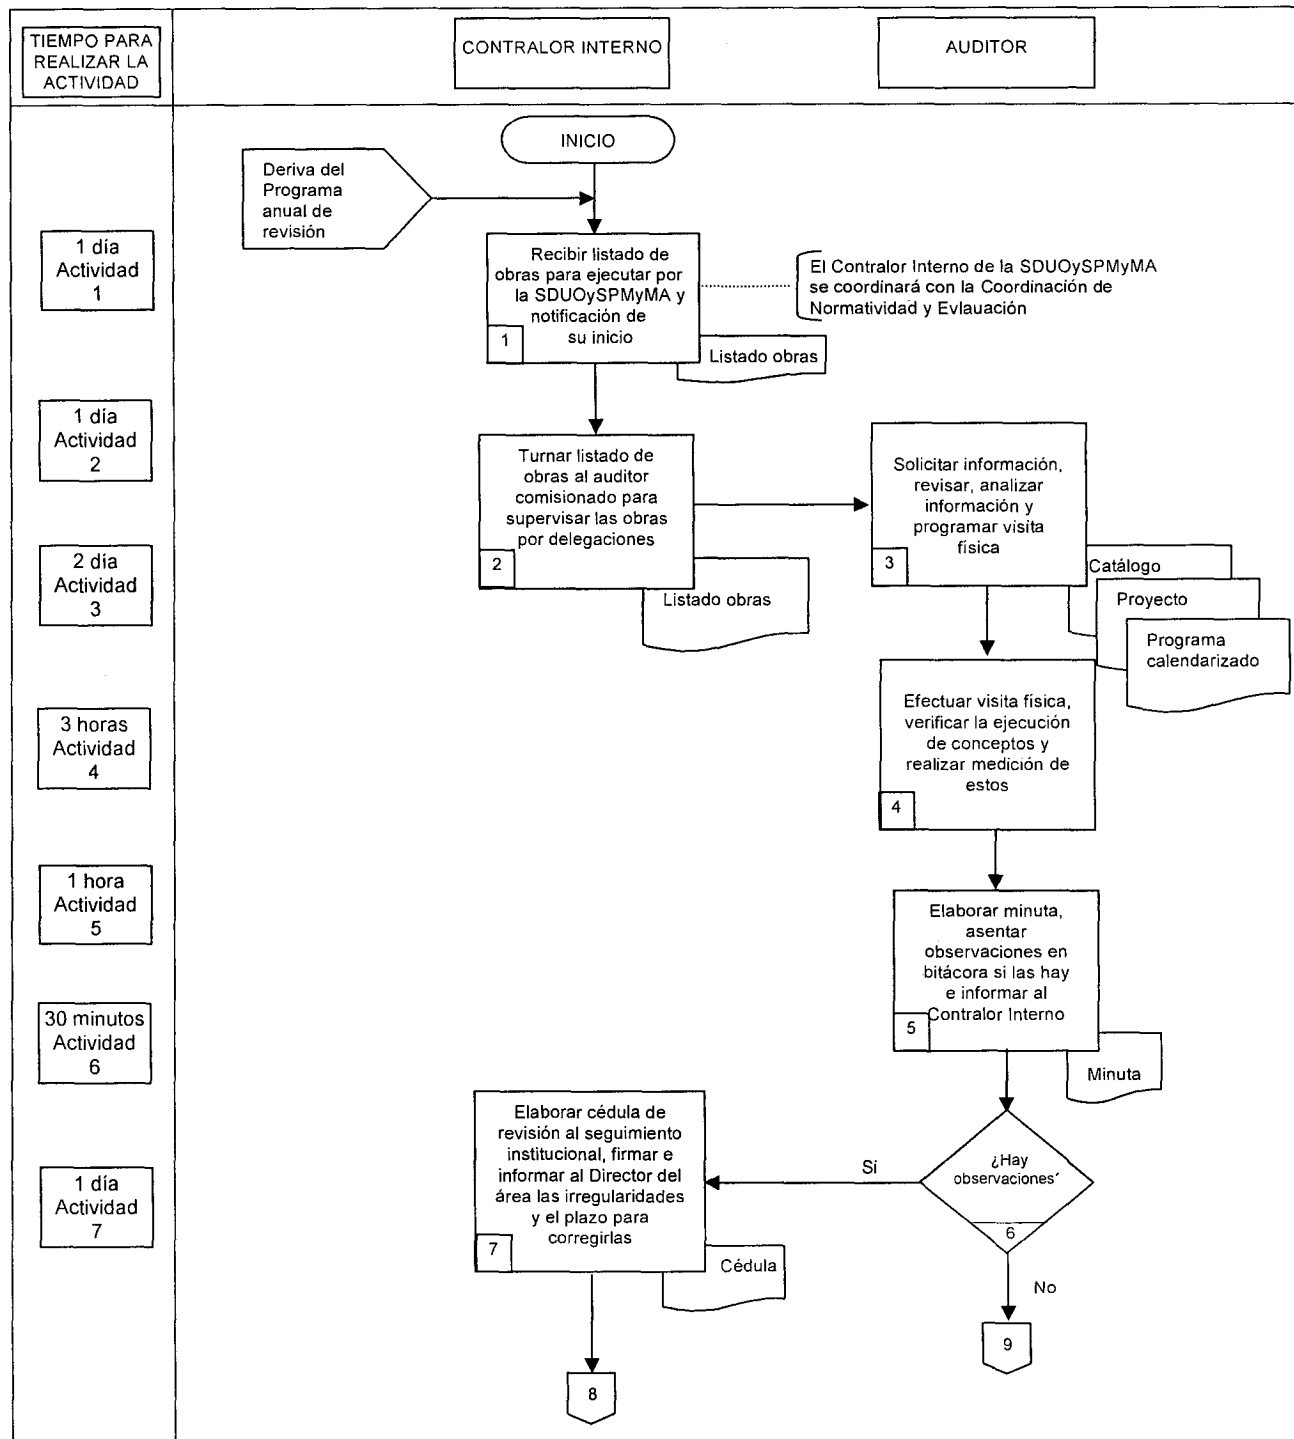 TIEMPO PARA
REALIZAR LA
ACTIVIDAD
CONTRALOR INTERNO
AUDITOR
INICIO
Deriva del
Programa
anual de
revisión
1 día
Actividad
1
Recibir listado de
obras para ejecutar por
la SDUOySPMyMA y
notificación de
su inicio
1
Listado obras
El Contralor Interno de la SDUOySPMyMA
se coordinará con la Coordinación de
Normatividad y Evlauación
1 día
Actividad
2
Turnar listado de
obras al auditor
comisionado para
supervisar las obras
por delegaciones
2
Listado obras
Solicitar información,
revisar, analizar
información y
programar visita
física
3
Catálogo
Proyecto
Programa
calendarizado
2 día
Actividad
3
3 horas
Actividad
4
Efectuar visita física,
verificar la ejecución
de conceptos y
realizar medición de
estos
4
1 hora
Actividad
5
Elaborar minuta,
asentar
observaciones en
bitácora si las hay
e informar al
Contralor Interno
5
Minuta
30 minutos
Actividad
6
¿Hay
observaciones´
6
Si
No
9
1 día
Actividad
7
Elaborar cédula de
revisión al seguimiento
institucional, firmar e
informar al Director del
área las irregularidades
y el plazo para
corregirlas
7
Cédula
8